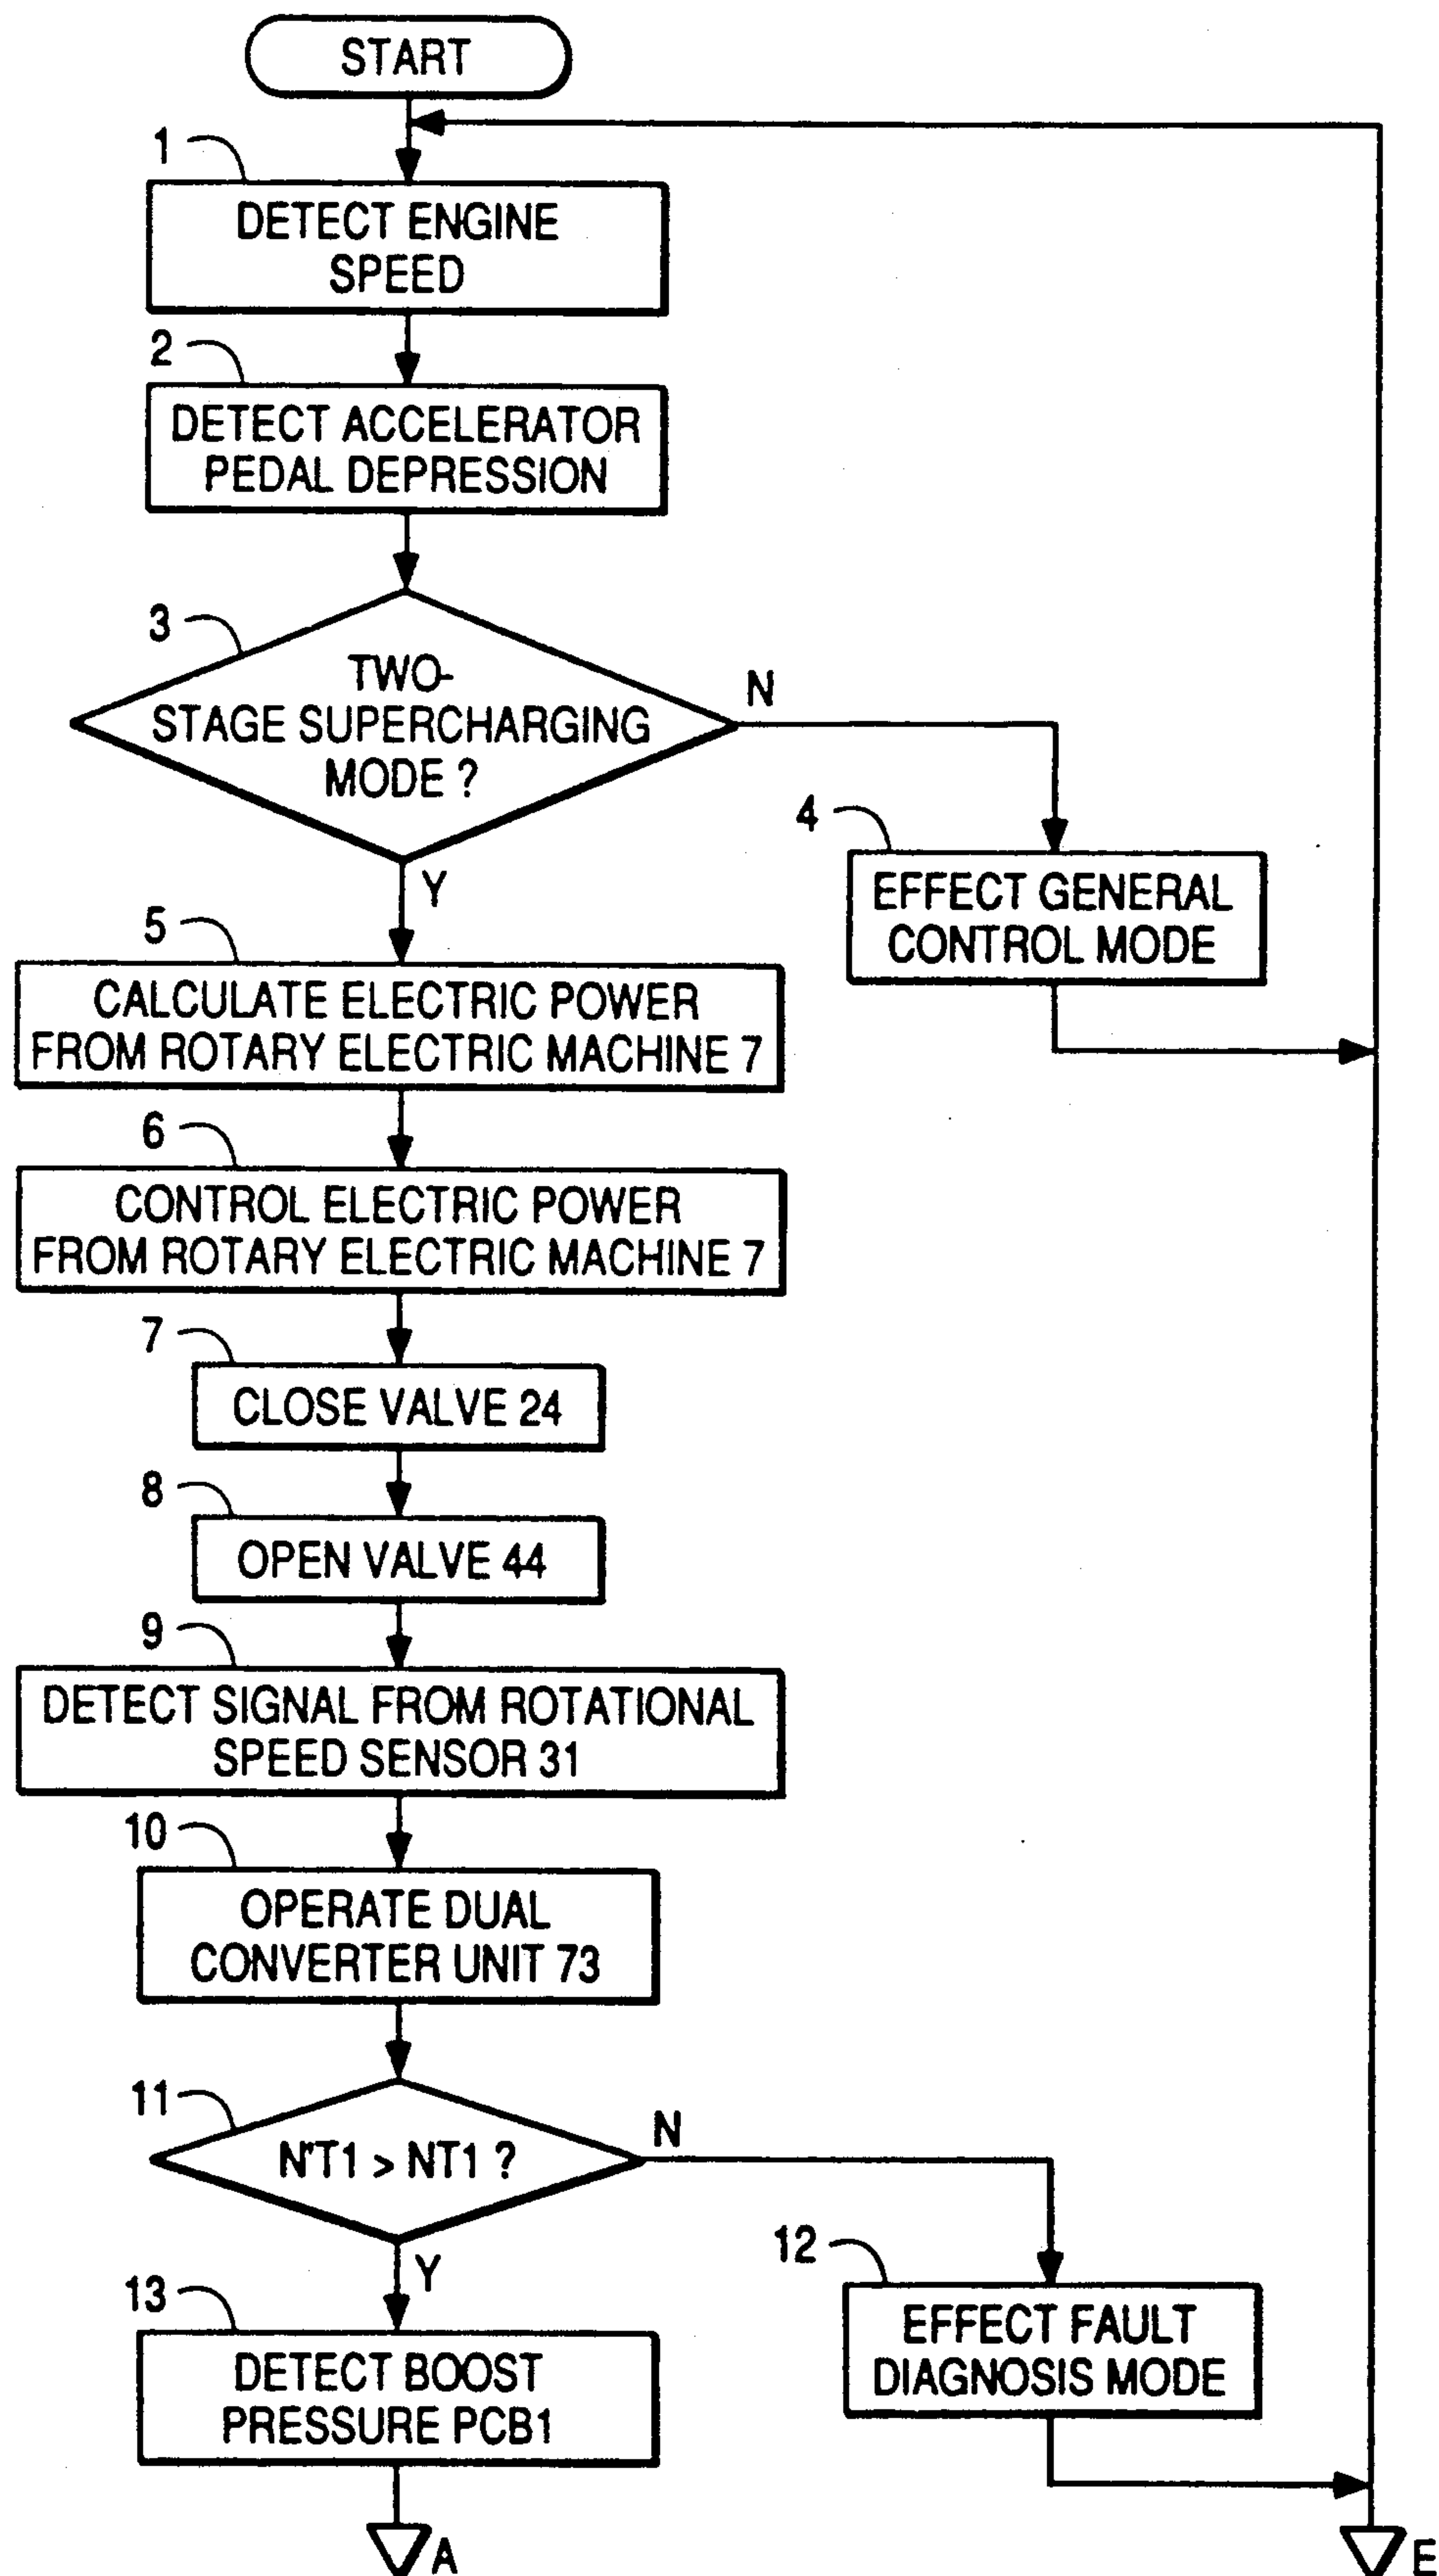 START
1
DETECT ENGINE
SPEED
2
DETECT ACCELERATOR
PEDAL DEPRESSION
3
TWO-
STAGE SUPERCHARGING
MODE ?
N
Y
4
EFFECT GENERAL
CONTROL MODE
5
CALCULATE ELECTRIC POWER
FROM ROTARY ELECTRIC MACHINE 7
6
CONTROL ELECTRIC POWER
FROM ROTARY ELECTRIC MACHINE 7
7
CLOSE VALVE 24
8
OPEN VALVE 44
9
DETECT SIGNAL FROM ROTATIONAL
SPEED SENSOR 31
10
OPERATE DUAL
CONVERTER UNIT 73
11
N'T1 > NT1 ?
N
Y
12
EFFECT FAULT
DIAGNOSIS MODE
13
DETECT BOOST
PRESSURE PCB1
A
E